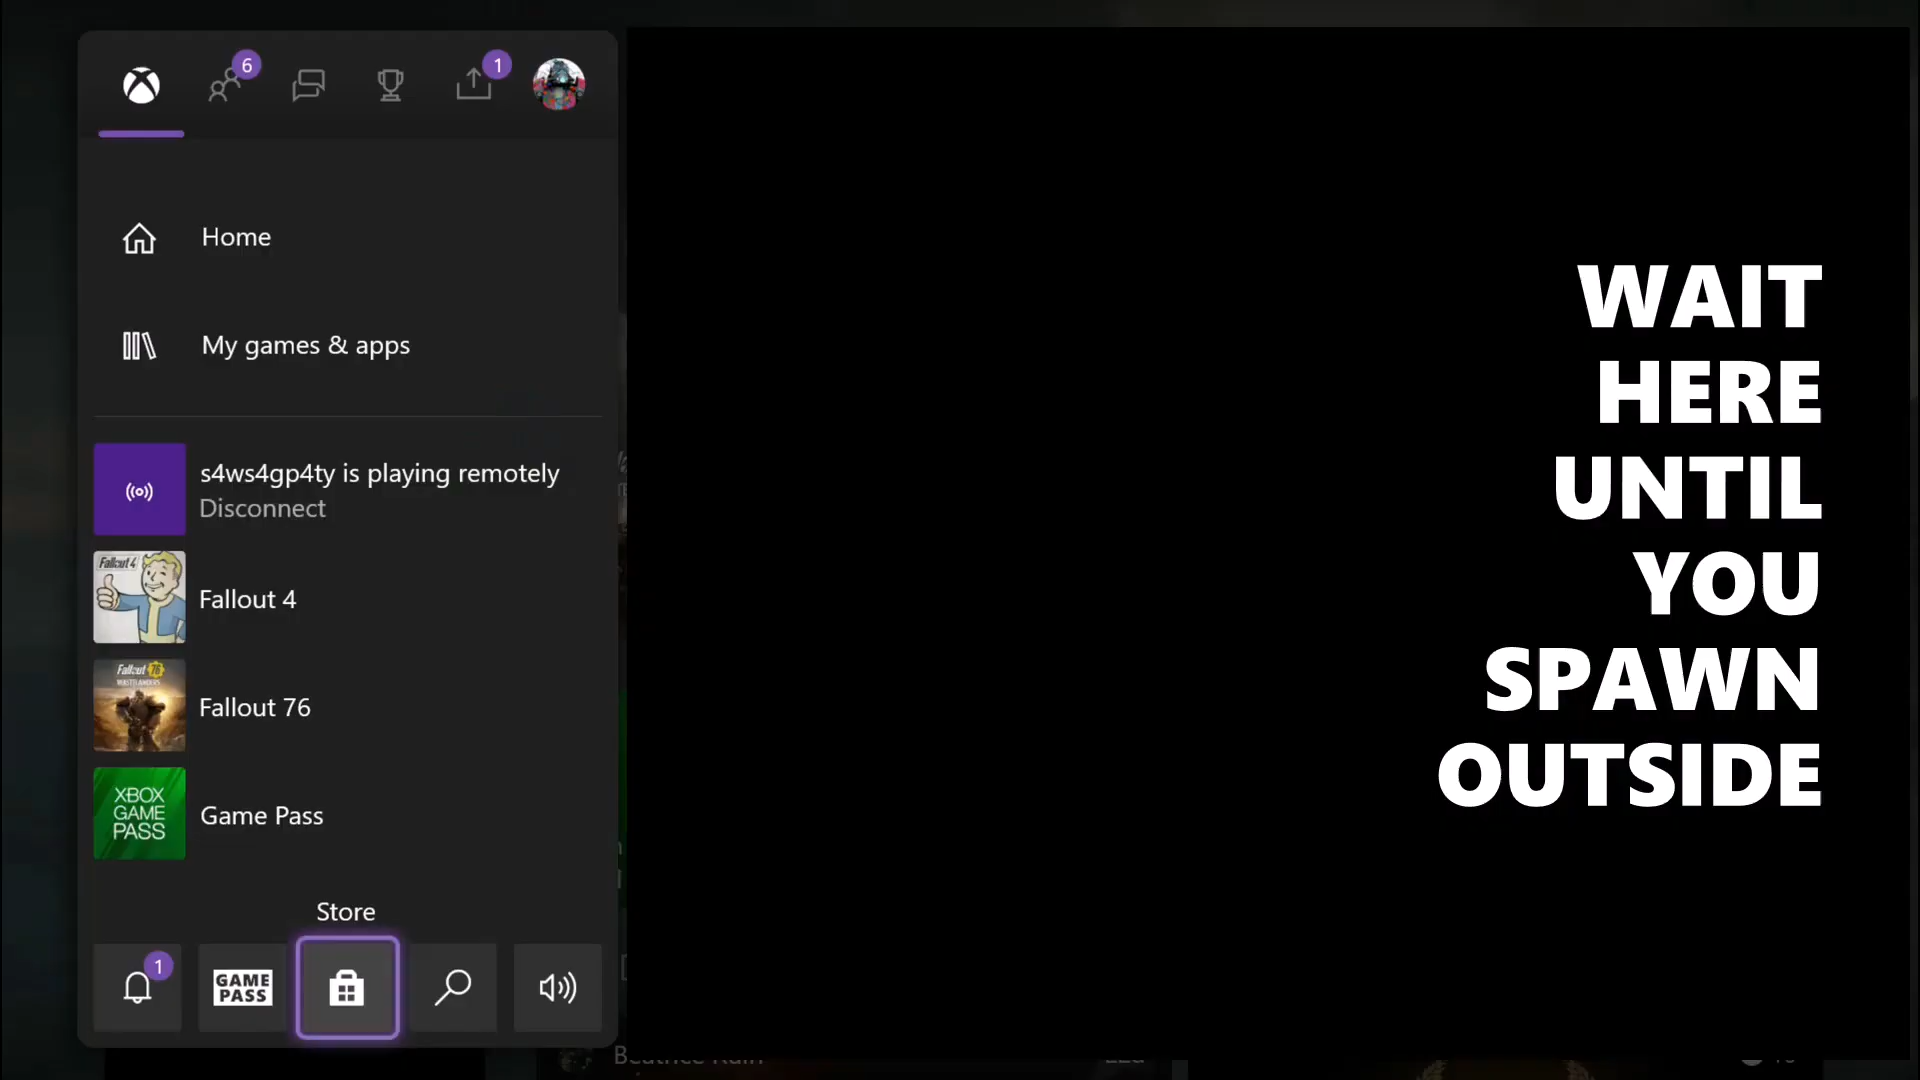 6
1
Home
My games & apps
s4ws4gp4ty is playing remotely
Disconnect
Fallout 4
Fallout 4
Fallout 76
WASTELANDERS
Fallout 76
XBOX
GAME
PASS
Game Pass
Store
1
GAME
PASS
WAIT
HERE
UNTIL
YOU
SPAWN
OUTSIDE